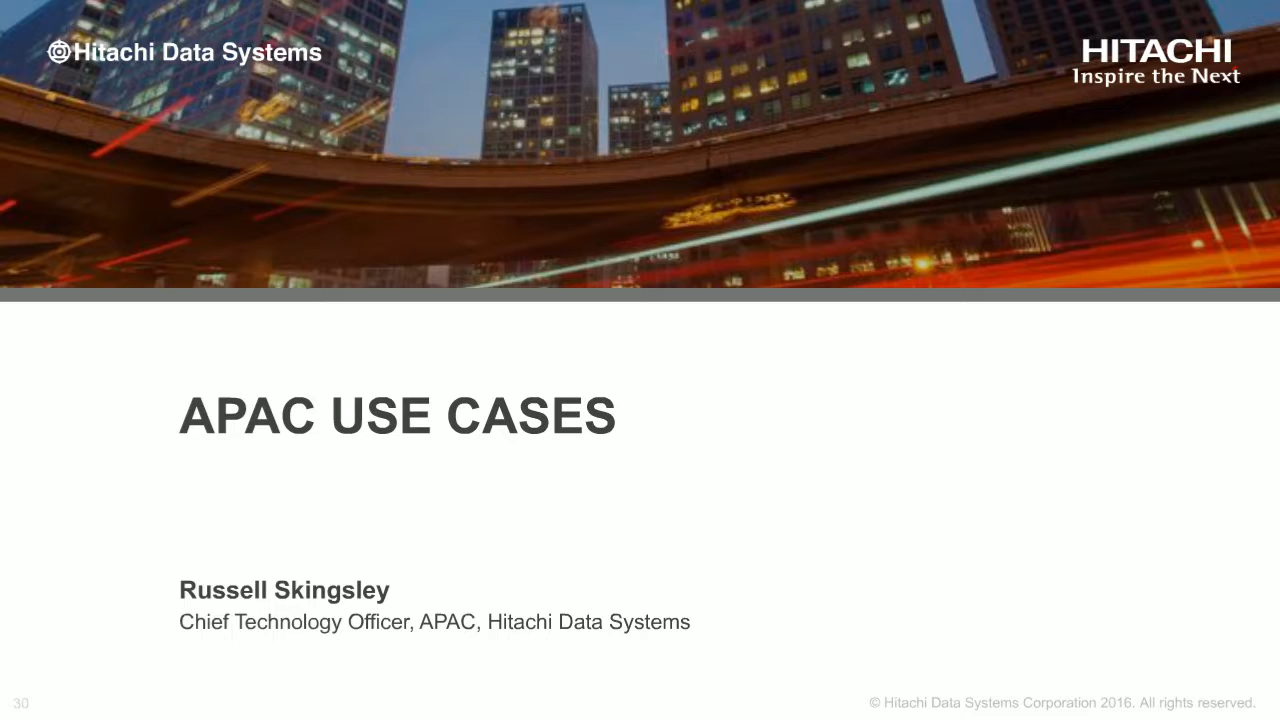 Hitachi Data Systems
HITACHI
Inspire the Next
APAC USE CASES
Russell Skingsley
Chief Technology Officer, APAC, Hitachi Data Systems
30
© Hitachi Data Systems Corporation 2016. All rights reserved.